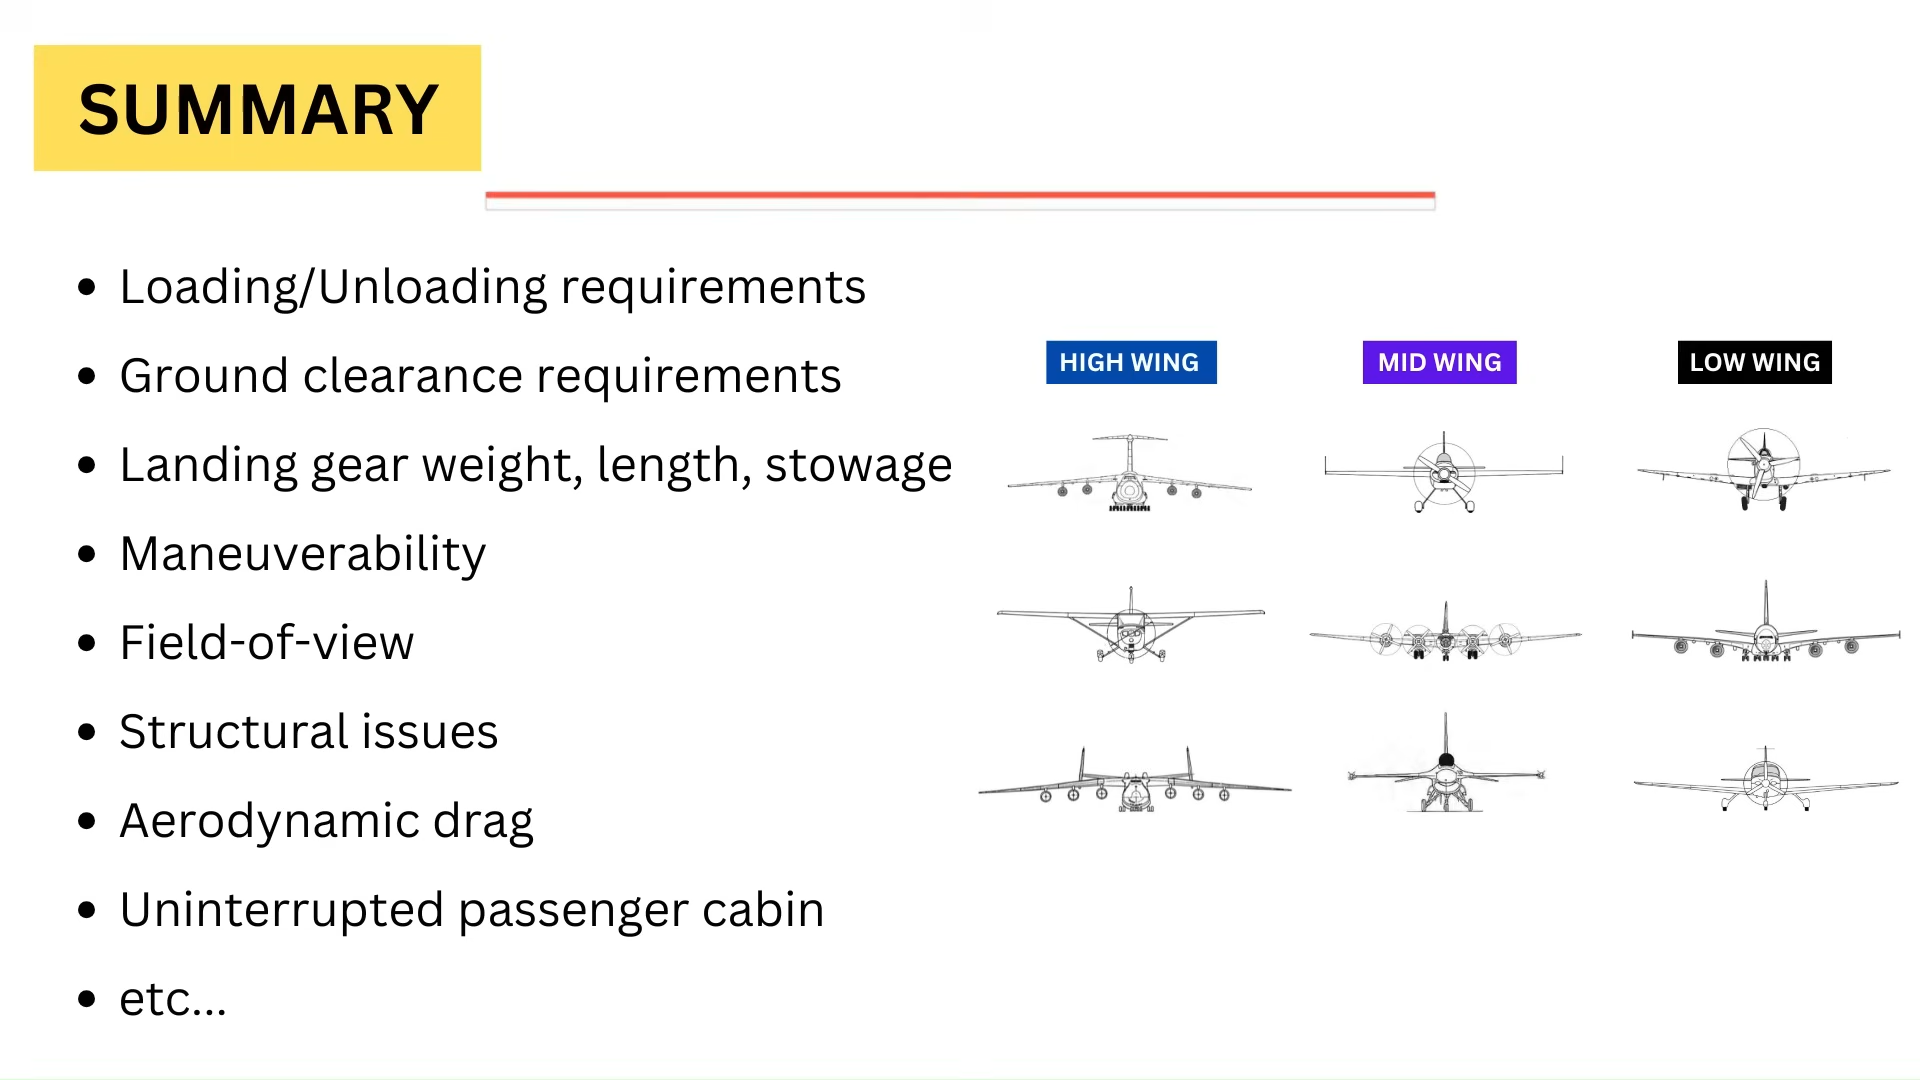 SUMMARY
• Loading/Unloading requirements
• Ground clearance requirements
• Landing gear weight, length, stowage
• Maneuverability
• Field-of-view
• Structural issues
• Aerodynamic drag
• Uninterrupted passenger cabin
• etc...
HIGH WING
MID WING
LOW WING